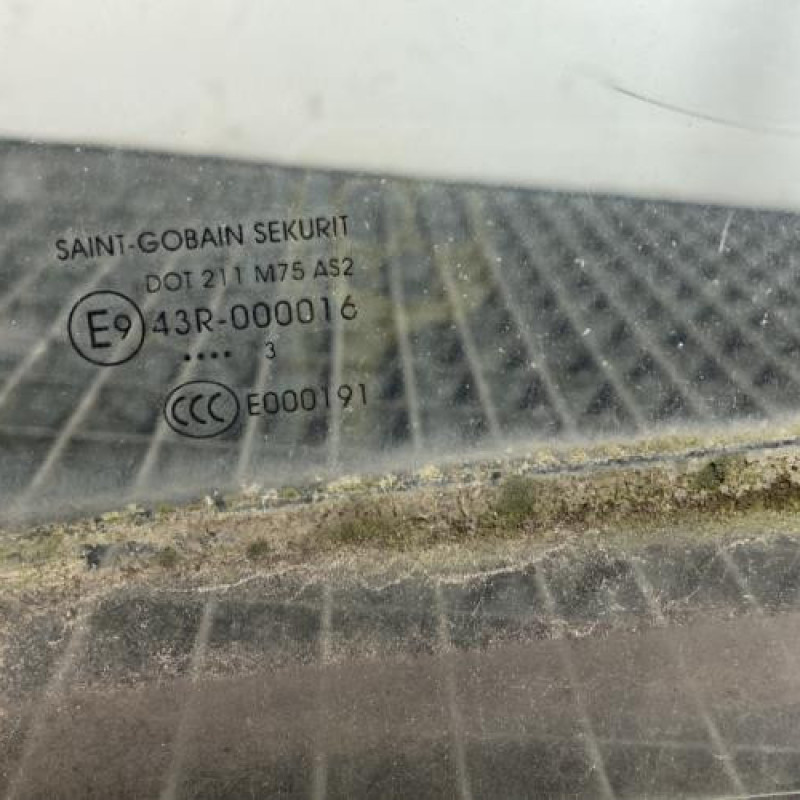 SAINT-GOBAIN SEKURIT
DOT 211 M75 AS2
E9 43R-000016
.... 3
CCC E000191